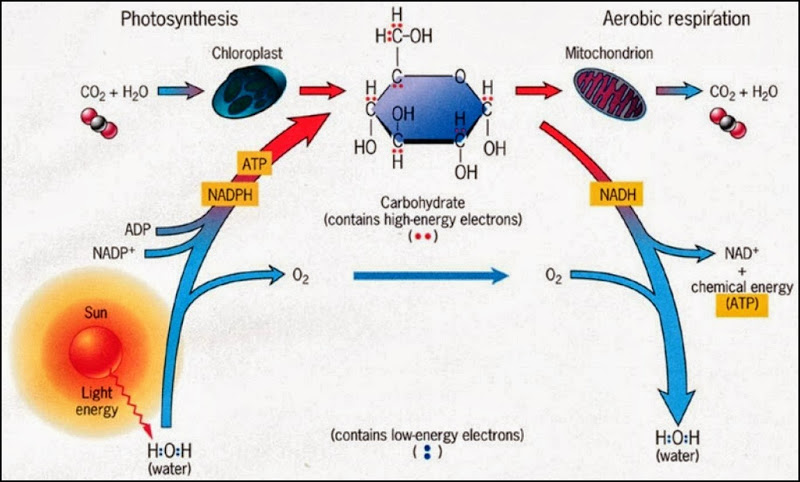 Photosynthesis
Aerobic respiration
Chloroplast
Mitochondrion
CO₂ + H₂O
CO₂ + H₂O
H:C–OH
H
C
O
H
H
C
OH
OH
H
C
C
C
HO
H
OH
OH
H
ATP
NADPH
Carbohydrate
(contains high-energy electrons)
(••)
NADH
ADP
NADP⁺
O₂
O₂
NAD⁺
+
chemical energy
(ATP)
Sun
Light
energy
H:O:H
(water)
(contains low-energy electrons)
(:)
H:O:H
(water)